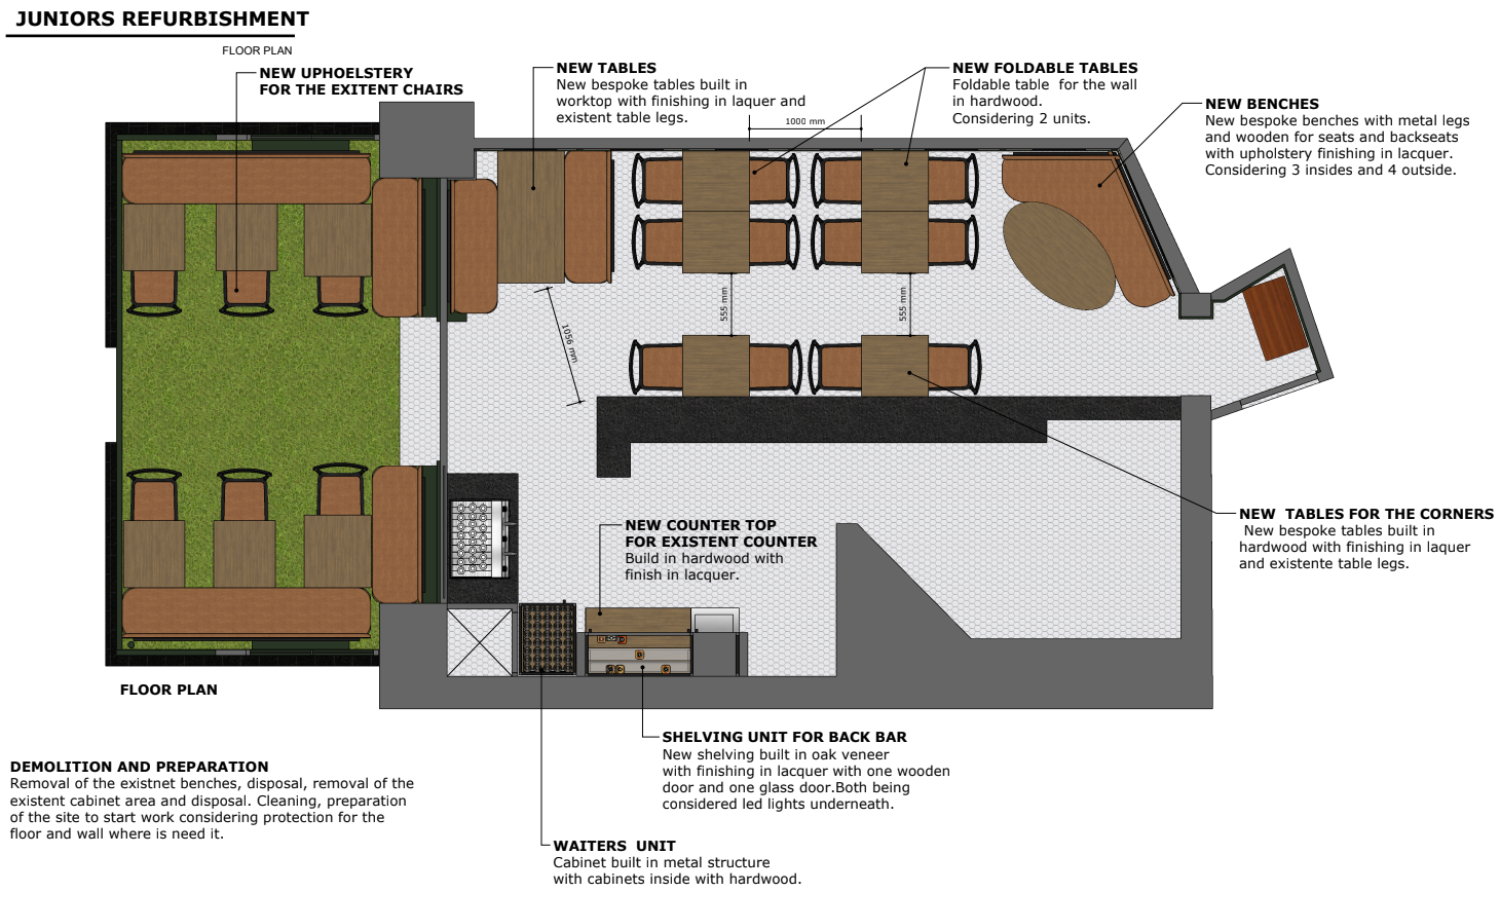 JUNIORS REFURBISHMENT
FLOOR PLAN
NEW UPHOELSTERY
FOR THE EXITENT CHAIRS
NEW TABLES
New bespoke tables built in
worktop with finishing in laquer and
existent table legs.
1000 mm
NEW FOLDABLE TABLES
Foldable table for the wall
in hardwood.
Considering 2 units.
NEW BENCHES
New bespoke benches with metal legs
and wooden for seats and backseats
with upholstery finishing in lacquer.
Considering 3 insides and 4 outside.
555 mm
555 mm
1056 mm
NEW TABLES FOR THE CORNERS
New bespoke tables built in
hardwood with finishing in laquer
and existente table legs.
NEW COUNTER TOP
FOR EXISTENT COUNTER
Build in hardwood with
finish in lacquer.
FLOOR PLAN
SHELVING UNIT FOR BACK BAR
New shelving built in oak veneer
with finishing in lacquer with one wooden
door and one glass door.Both being
considered led lights underneath.
DEMOLITION AND PREPARATION
Removal of the existnet benches, disposal, removal of the
existent cabinet area and disposal. Cleaning, preparation
of the site to start work considering protection for the
floor and wall where is need it.
WAITERS UNIT
Cabinet built in metal structure
with cabinets inside with hardwood.